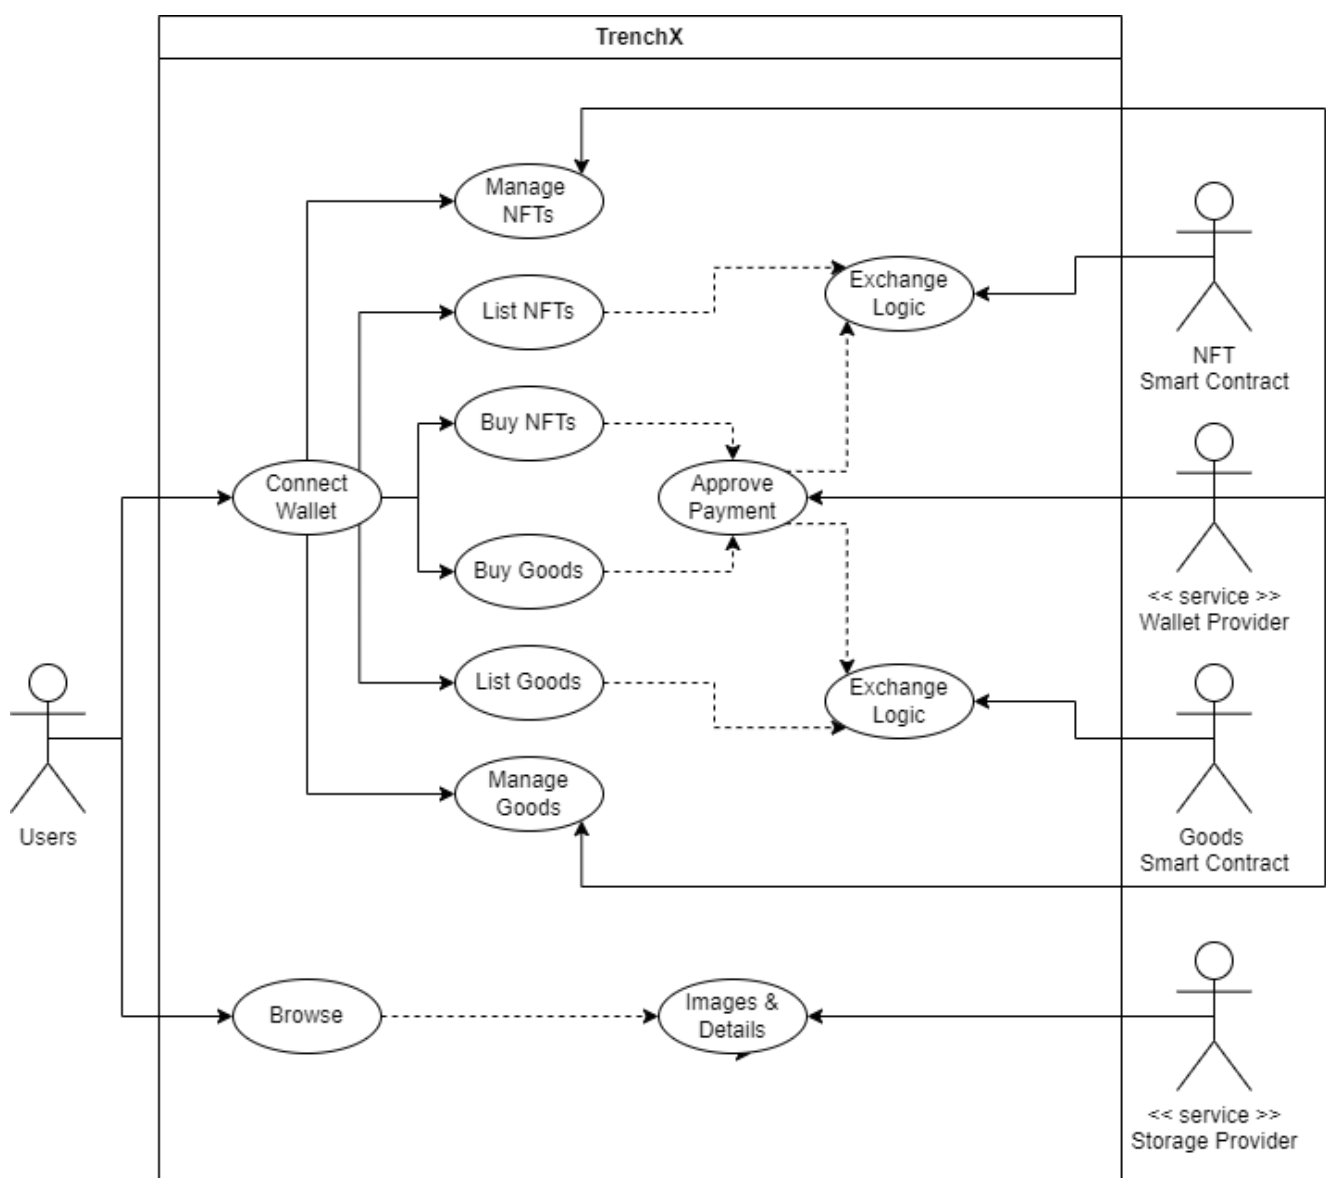 TrenchX
Manage
NFTs
List NFTs
Exchange
Logic
NFT
Smart Contract
Buy NFTs
Connect
Wallet
Approve
Payment
Buy Goods
<< service >>
Wallet Provider
List Goods
Exchange
Logic
Manage
Goods
Users
Goods
Smart Contract
Browse
Images &
Details
<< service >>
Storage Provider